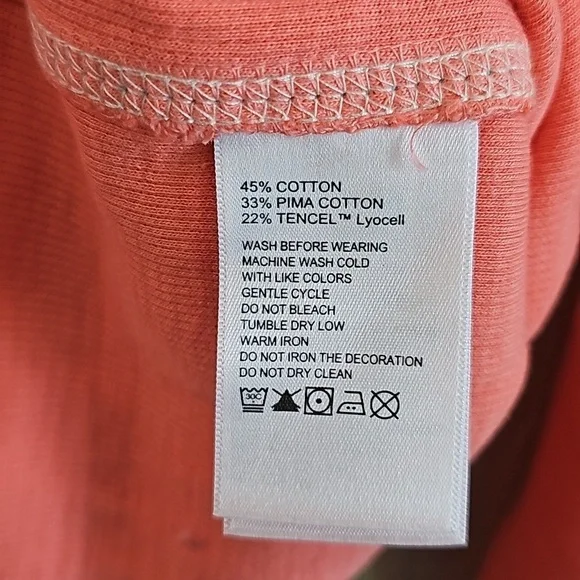 45% COTTON
33% PIMA COTTON
22% TENCEL™ Lyocell
WASH BEFORE WEARING
MACHINE WASH COLD
WITH LIKE COLORS
GENTLE CYCLE
DO NOT BLEACH
TUMBLE DRY LOW
WARM IRON
DO NOT IRON THE DECORATION
DO NOT DRY CLEAN
30C